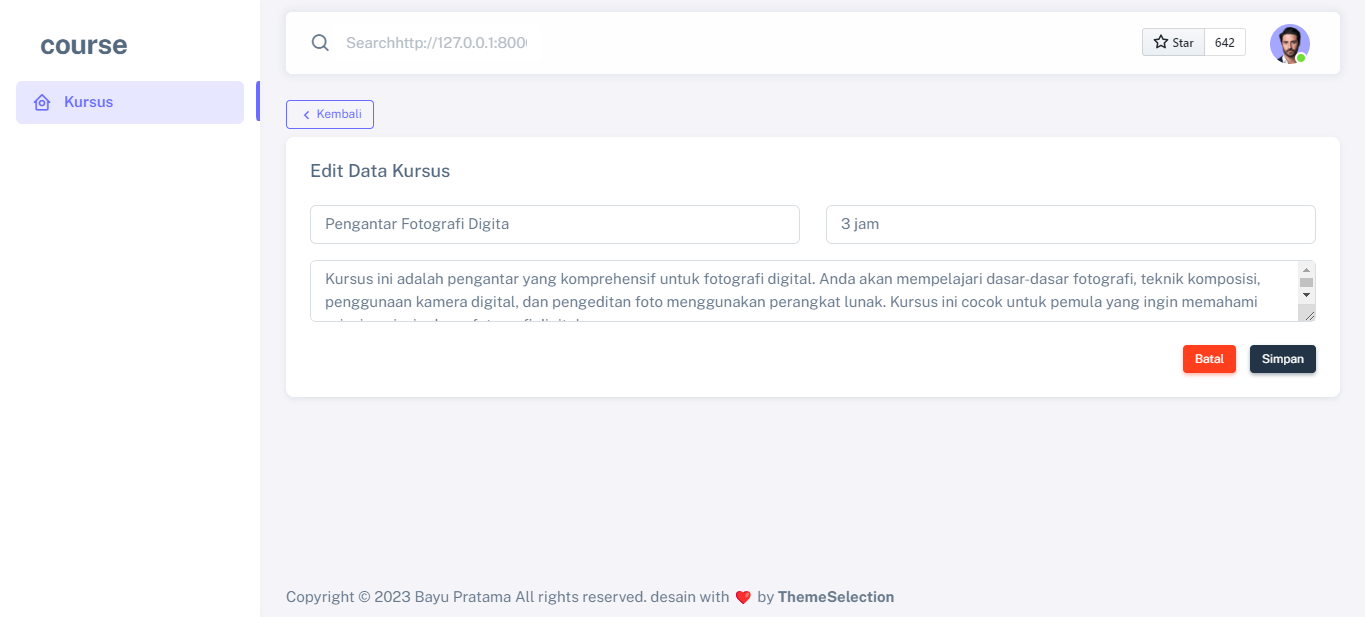 course
Searchhttp://127.0.0.1:800
Star 642
Kursus
Kembali
Edit Data Kursus
Pengantar Fotografi Digita
3 jam
Kursus ini adalah pengantar yang komprehensif untuk fotografi digital. Anda akan mempelajari dasar-dasar fotografi, teknik komposisi,
penggunaan kamera digital, dan pengeditan foto menggunakan perangkat lunak. Kursus ini cocok untuk pemula yang ingin memahami
Batal
Simpan
Copyright © 2023 Bayu Pratama All rights reserved. desain with ❤️ by ThemeSelection